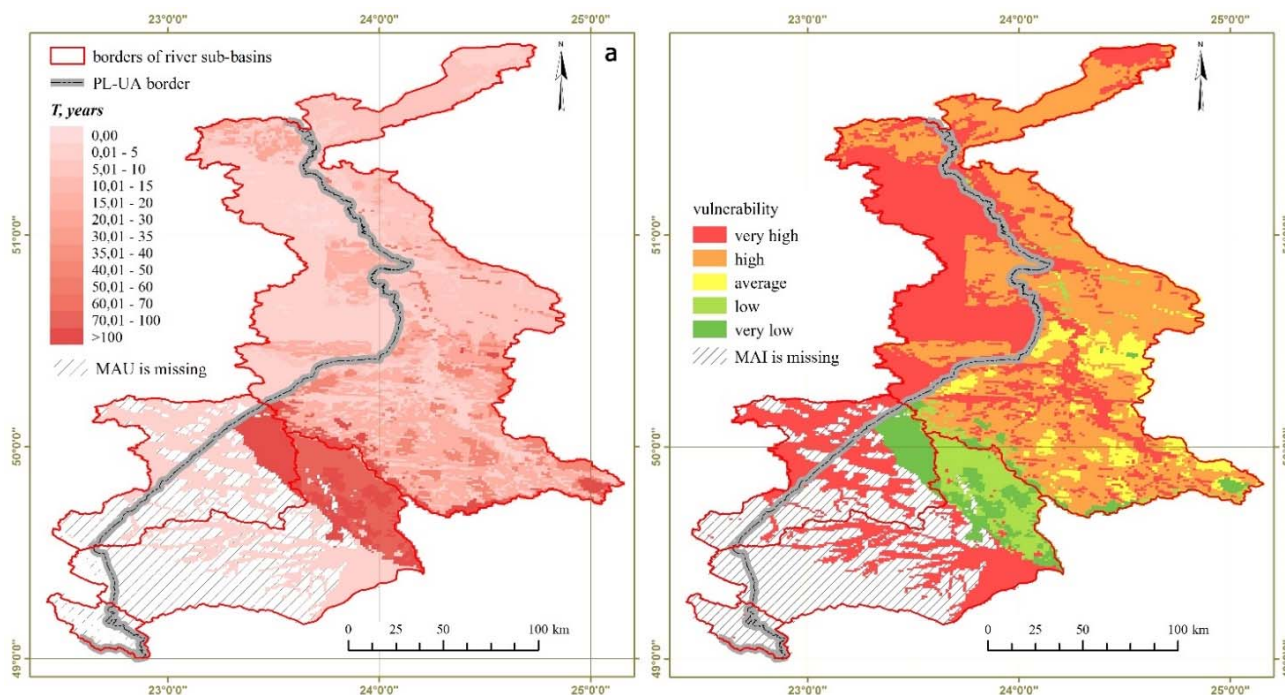 23°0'0"
24°0'0"
25°0'0"
borders of river sub-basins
PL-UA border
T, years
0,00
0,01 - 5
5,01 - 10
10,01 - 15
15,01 - 20
20,01 - 30
30,01 - 35
35,01 - 40
40,01 - 50
50,01 - 60
60,01 - 70
70,01 - 100
>100
MAU is missing
a
N
51°0'0"
50°0'0"
49°0'0"
0 25 50 100 km
23°0'0"
24°0'0"
25°0'0"
23°0'0"
24°0'0"
25°0'0"
N
vulnerability
very high
high
average
low
very low
MAI is missing
51°0'0"
50°0'0"
49°0'0"
0 25 50 100 km
23°0'0"
24°0'0"
25°0'0"